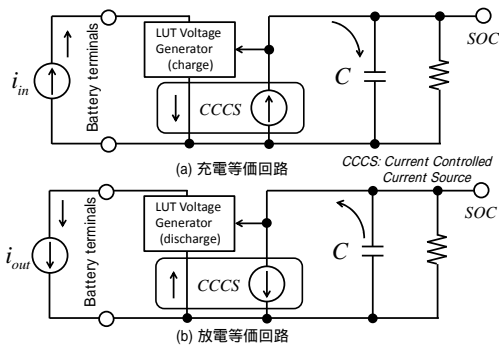 SOC
LUT Voltage
Generator
(charge)
Battery terminals
i_in
C
CCCS
(a) 充電等価回路
CCCS: Current Controlled
Current Source
SOC
LUT Voltage
Generator
(discharge)
Battery terminals
i_out
C
CCCS
(b) 放電等価回路